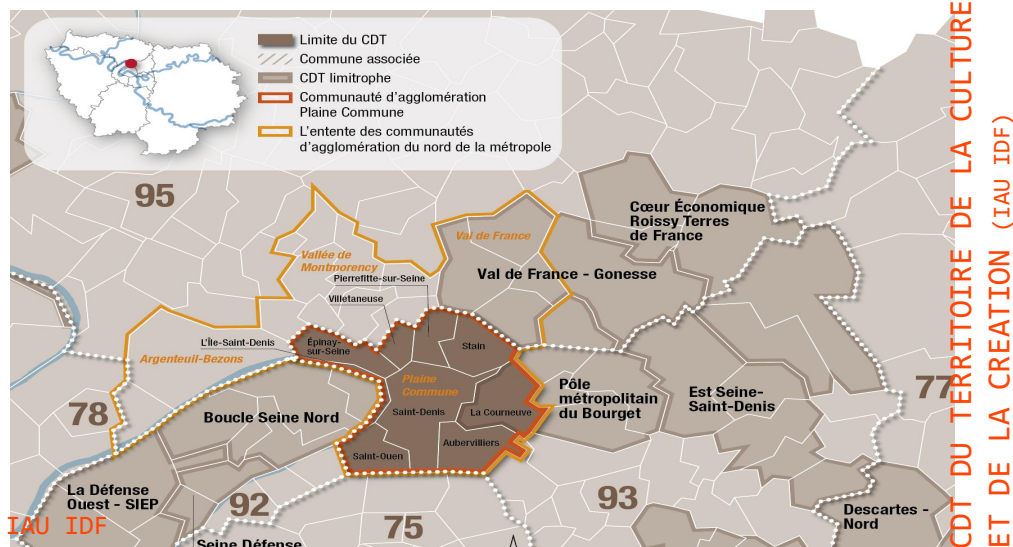 Limite du CDT
Commune associée
CDT limitrophe
Communauté d'agglomération
Plaine Commune
L'entente des communautés
d'agglomération du nord de la métropole
95
Cœur Économique
Roissy Terres
de France
Vallée de
Montmorency
Val de France
Pierrefitte-sur-Seine
Val de France - Gonesse
Villetaneuse
L'Île-Saint-Denis
Épinay-
sur-Seine
Stain
Argenteuil-Bezons
Plaine
Commune
Pôle
métropolitain
du Bourget
Est Seine-
Saint-Denis
77
78
Boucle Seine Nord
Saint-Denis
La Courneuve
Aubervilliers
Saint-Ouen
La Défense
Ouest - SIEP
92
75
93
Descartes -
Nord
IAU IDF
Seine Défense
CDT DU TERRITOIRE DE LA CULTURE
ET DE LA CREATION (IAU IDF)